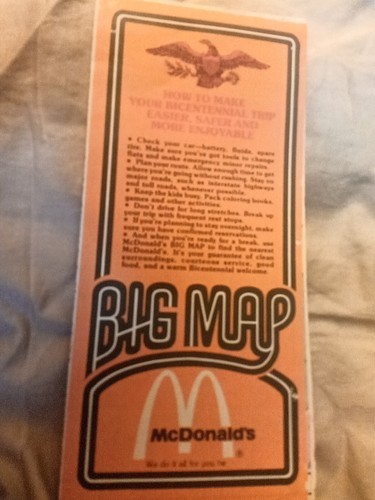 HOW TO MAKE
YOUR BICENTENNIAL TRIP
EASIER, SAFER AND
MORE ENJOYABLE
• Check your car—battery, fluids, spare
tire. Make sure you've got tools to change
flats and make emergency minor repairs.
• Plan your route. Allow enough time to get
where you're going without rushing. Stay on
major roads, such as interstate highways
and toll roads, whenever possible.
• Keep the kids busy. Pack coloring books,
games and other activities.
• Don't drive for long stretches. Break up
your trip with frequent rest stops.
• If you're planning to stay overnight, make
sure you have confirmed reservations.
• And when you're ready for a break, use
McDonald's BIG MAP to find the nearest
McDonald's. It's your guarantee of clean
surroundings, courteous service, good
food, and a warm Bicentennial welcome.
BIG MAP
McDonald's®
We do it all for you.™